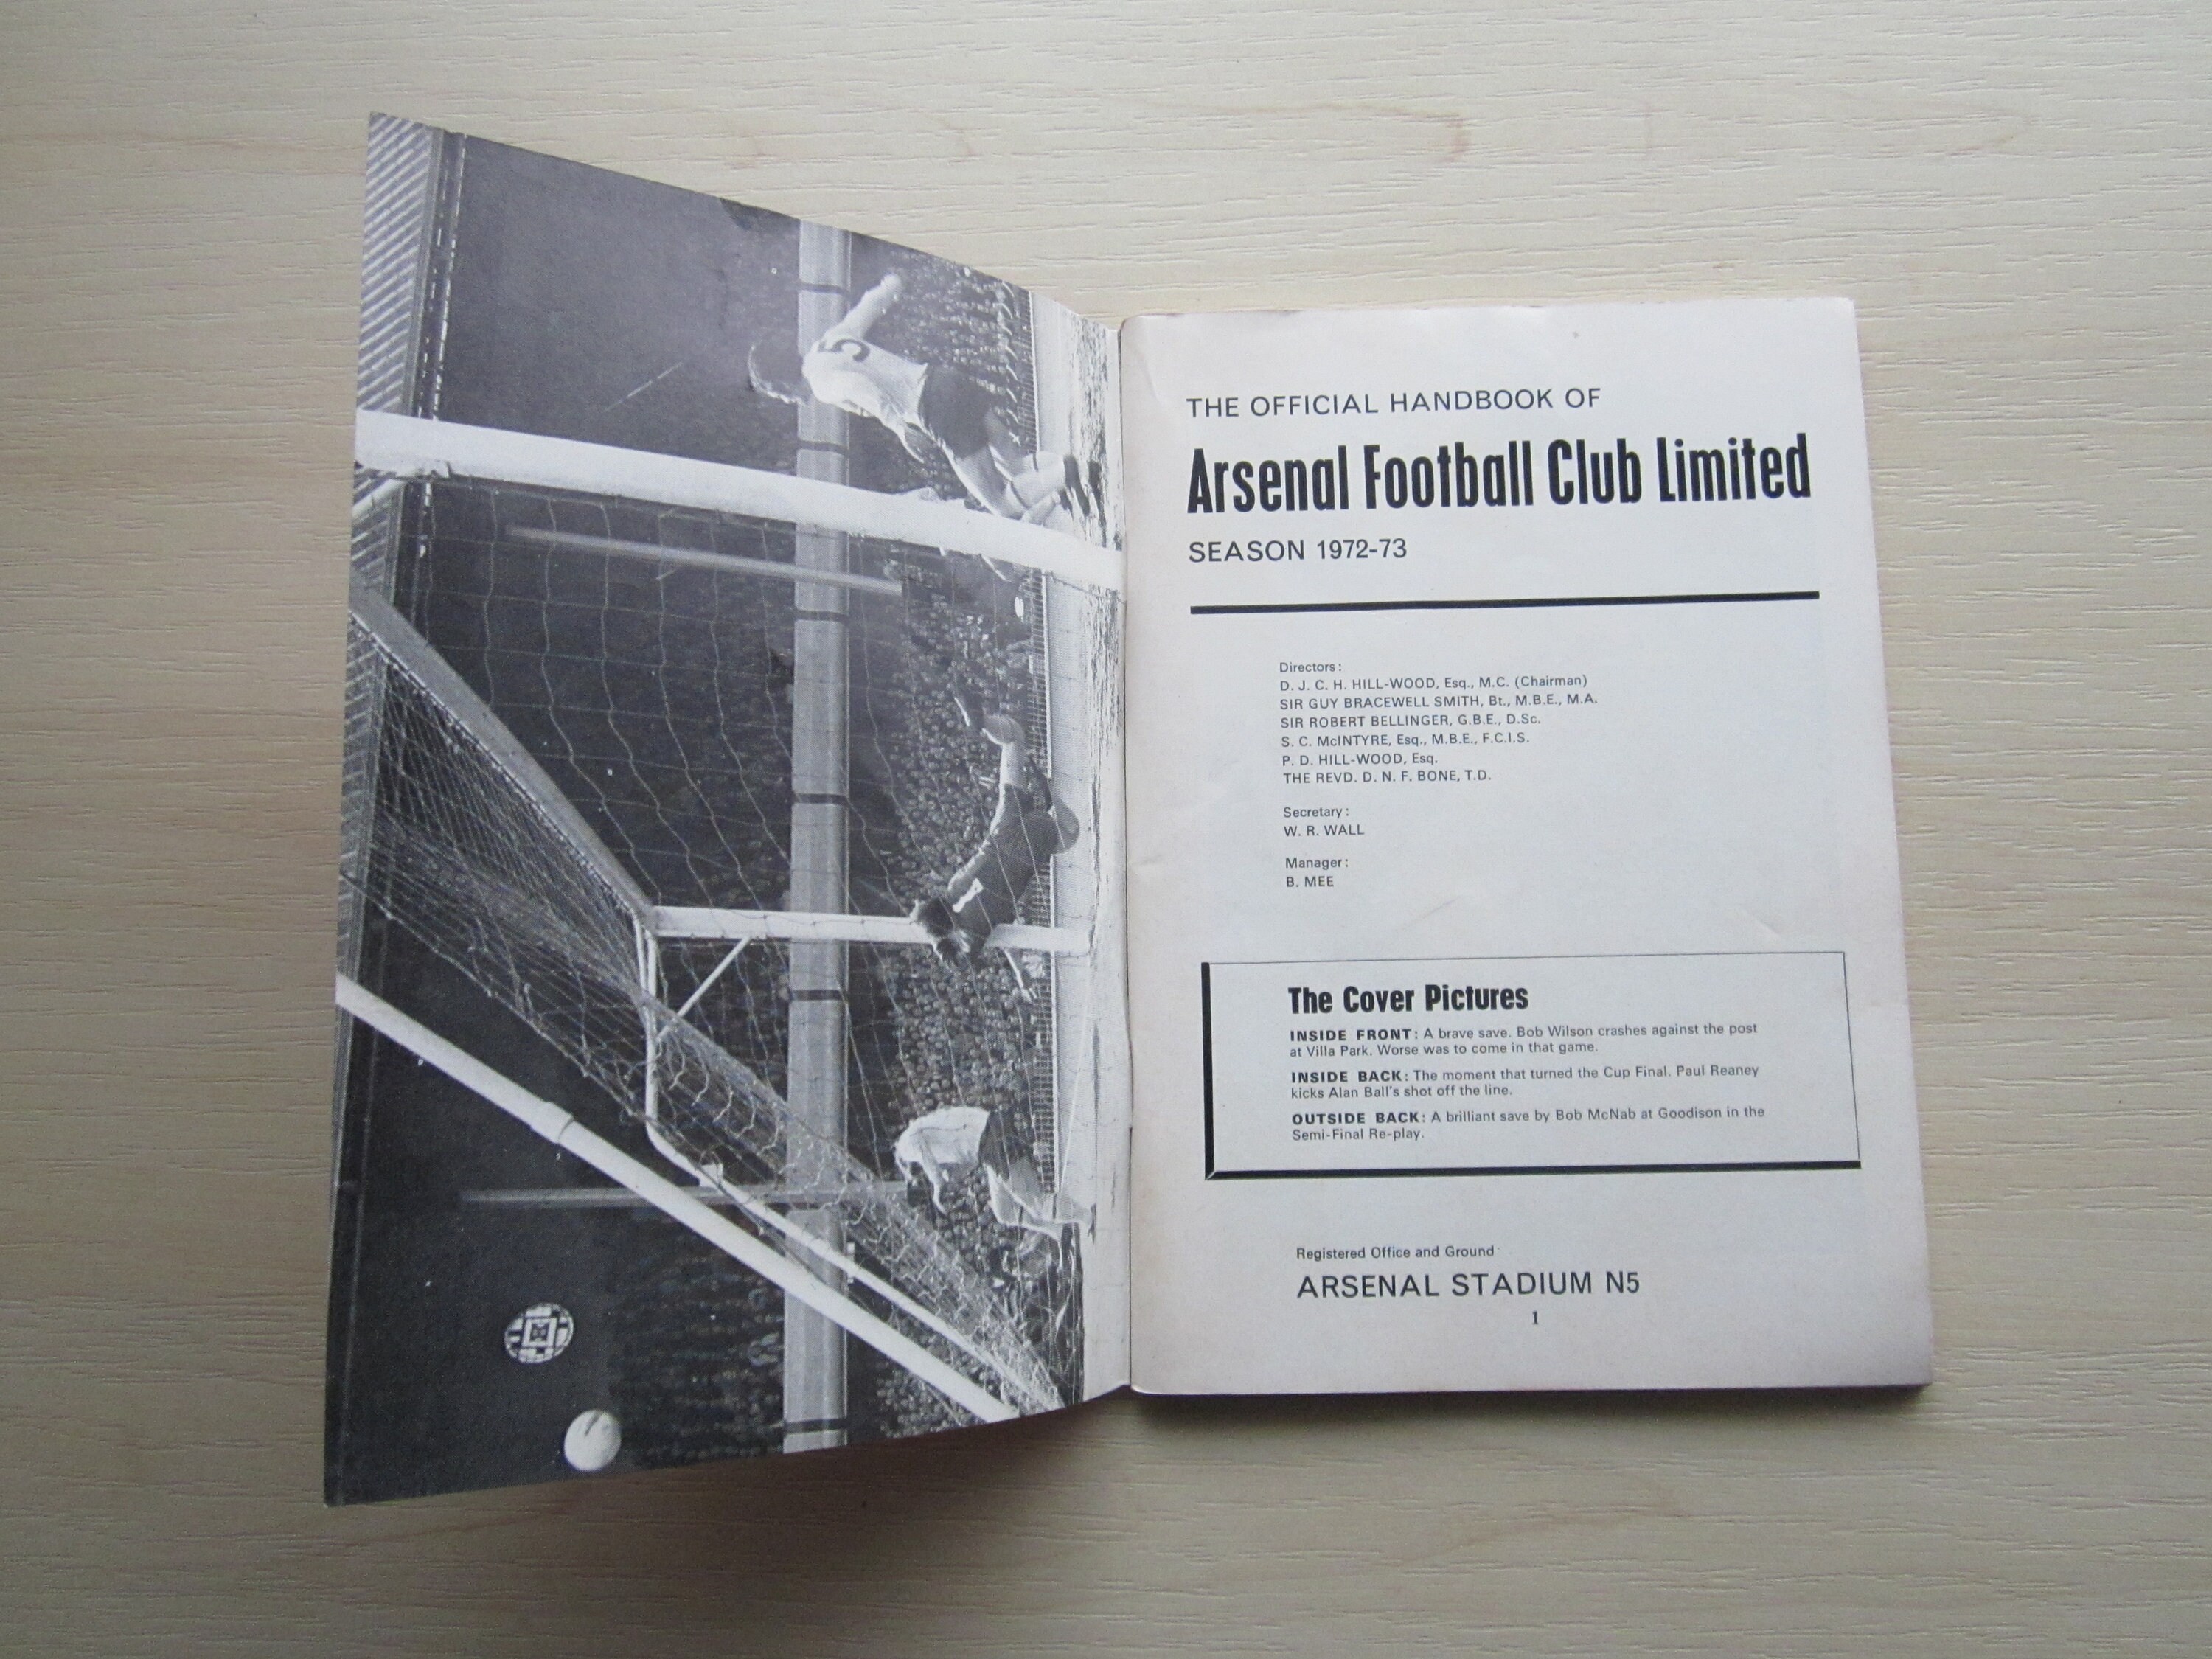 THE OFFICIAL HANDBOOK OF
Arsenal Football Club Limited
SEASON 1972-73
Directors:
D. J. C. H. HILL-WOOD, Esq., M.C. (Chairman)
SIR GUY BRACEWELL SMITH, Bt., M.B.E., M.A.
SIR ROBERT BELLINGER, G.B.E., D.Sc.
S. C. McINTYRE, Esq., M.B.E., F.C.I.S.
P. D. HILL-WOOD, Esq.
THE REVD. D. N. F. BONE, T.D.
Secretary:
W. R. WALL
Manager:
B. MEE
The Cover Pictures
INSIDE FRONT: A brave save. Bob Wilson crashes against the post
at Villa Park. Worse was to come in that game.
INSIDE BACK: The moment that turned the Cup Final. Paul Reaney
kicks Alan Ball's shot off the line.
OUTSIDE BACK: A brilliant save by Bob McNab at Goodison in the
Semi-Final Re-play.
Registered Office and Ground
ARSENAL STADIUM N5
1
5